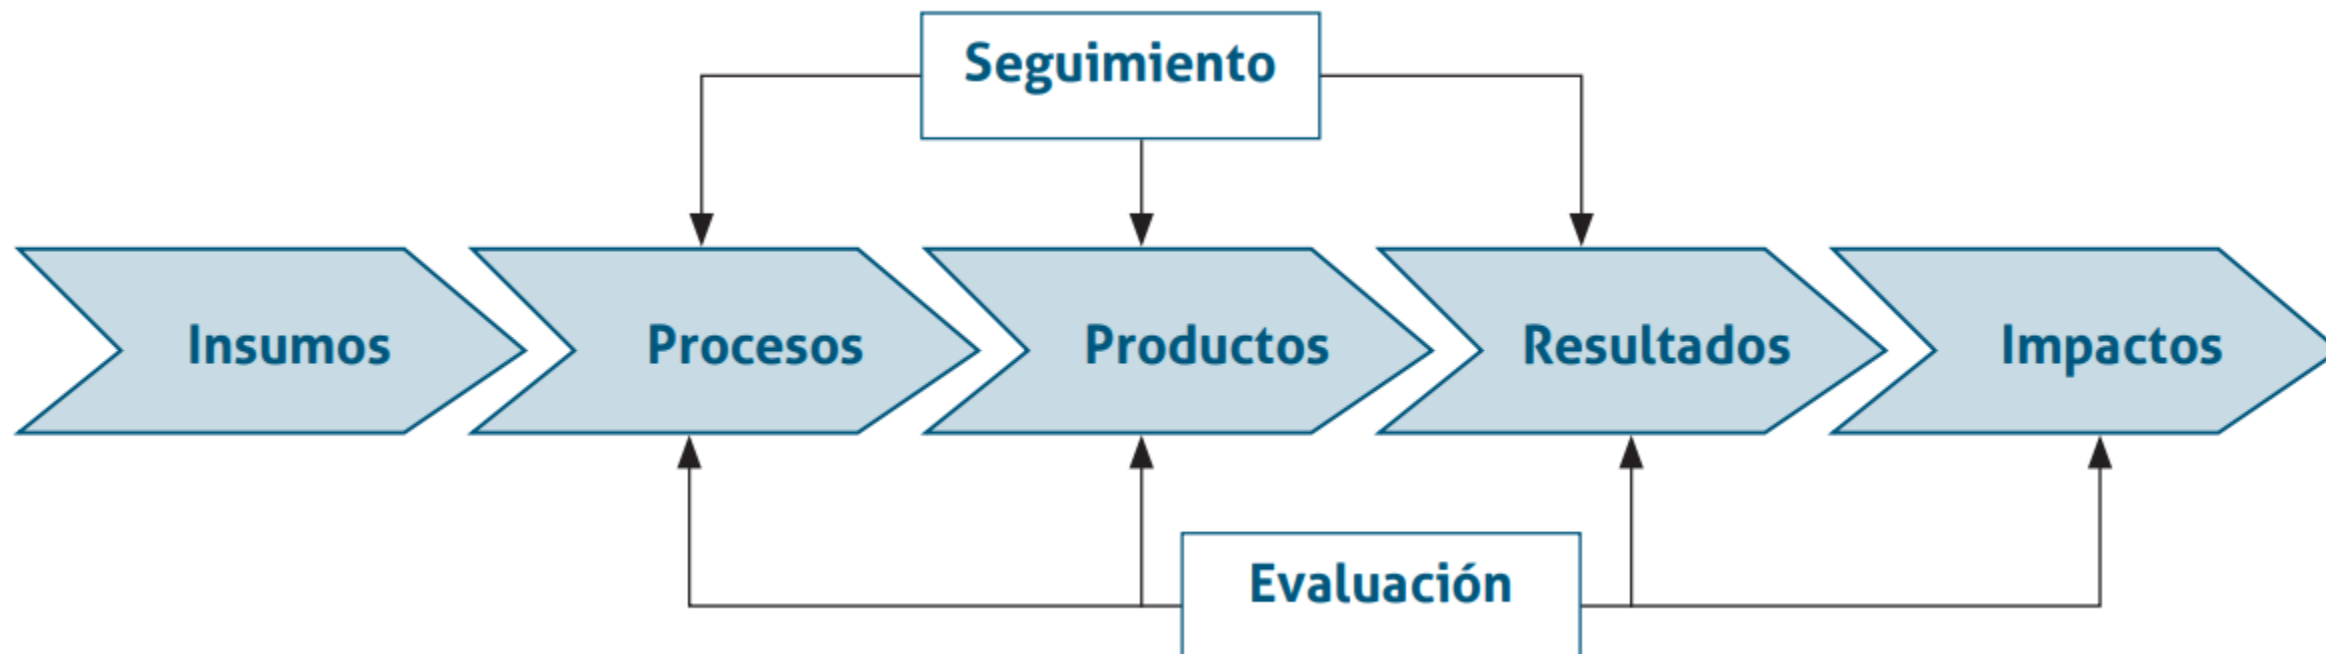 Seguimiento
Insumos
Procesos
Productos
Resultados
Impactos
Evaluación